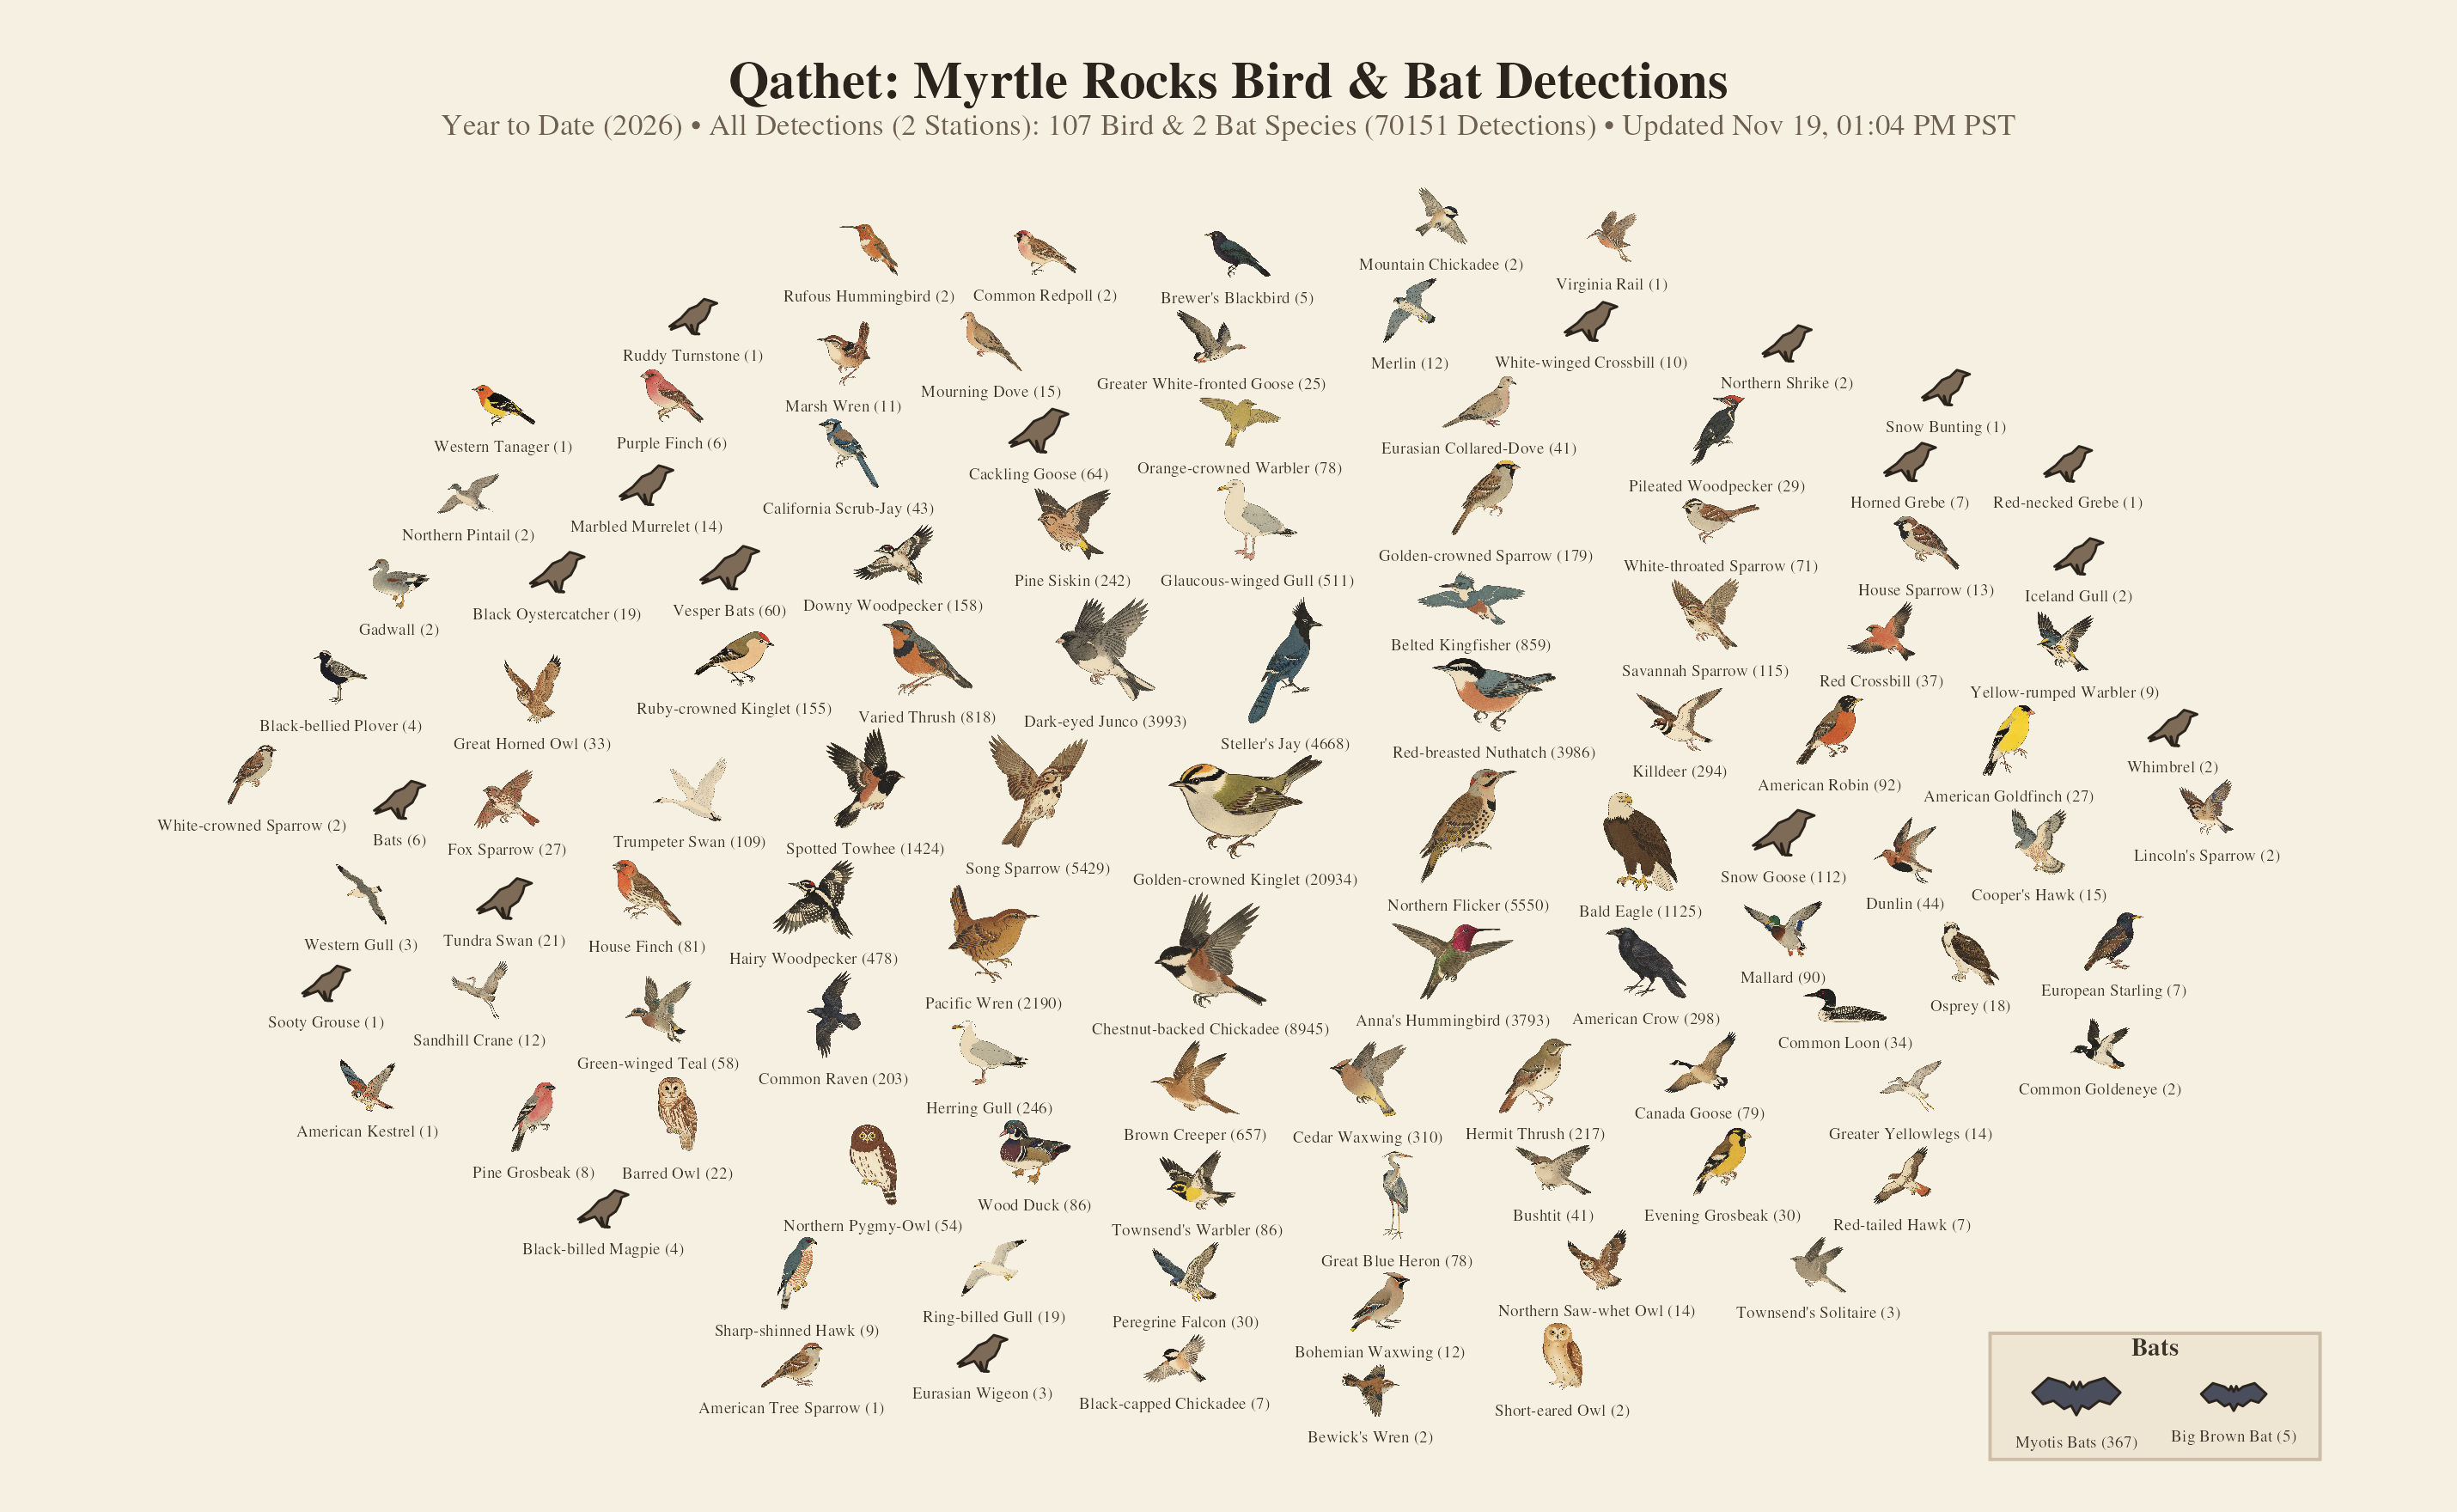 Qathet: Myrtle Rocks Bird & Bat Detections
Year to Date (2026) • All Detections (2 Stations): 107 Bird & 2 Bat Species (70151 Detections) • Updated Nov 19, 01:04 PM PST
Mountain Chickadee (2)
Virginia Rail (1)
Rufous Hummingbird (2)
Common Redpoll (2)
Brewer's Blackbird (5)
Ruddy Turnstone (1)
Merlin (12)
White-winged Crossbill (10)
Mourning Dove (15)
Greater White-fronted Goose (25)
Northern Shrike (2)
Marsh Wren (11)
Snow Bunting (1)
Western Tanager (1)
Purple Finch (6)
Eurasian Collared-Dove (41)
Cackling Goose (64)
Orange-crowned Warbler (78)
Pileated Woodpecker (29)
Horned Grebe (7)
Red-necked Grebe (1)
California Scrub-Jay (43)
Northern Pintail (2)
Marbled Murrelet (14)
Golden-crowned Sparrow (179)
White-throated Sparrow (71)
Pine Siskin (242)
Glaucous-winged Gull (511)
House Sparrow (13)
Iceland Gull (2)
Black Oystercatcher (19)
Vesper Bats (60)
Downy Woodpecker (158)
Gadwall (2)
Belted Kingfisher (859)
Savannah Sparrow (115)
Red Crossbill (37)
Yellow-rumped Warbler (9)
Ruby-crowned Kinglet (155)
Varied Thrush (818)
Dark-eyed Junco (3993)
Black-bellied Plover (4)
Great Horned Owl (33)
Steller's Jay (4668)
Red-breasted Nuthatch (3986)
Killdeer (294)
Whimbrel (2)
American Robin (92)
American Goldfinch (27)
White-crowned Sparrow (2)
Bats (6)
Fox Sparrow (27)
Trumpeter Swan (109)
Spotted Towhee (1424)
Lincoln's Sparrow (2)
Song Sparrow (5429)
Golden-crowned Kinglet (20934)
Snow Goose (112)
Cooper's Hawk (15)
Northern Flicker (5550)
Bald Eagle (1125)
Dunlin (44)
Western Gull (3)
Tundra Swan (21)
House Finch (81)
Hairy Woodpecker (478)
Mallard (90)
Pacific Wren (2190)
Osprey (18)
European Starling (7)
Sooty Grouse (1)
Chestnut-backed Chickadee (8945)
Anna's Hummingbird (3793)
American Crow (298)
Sandhill Crane (12)
Common Loon (34)
Green-winged Teal (58)
Common Raven (203)
Common Goldeneye (2)
Herring Gull (246)
Canada Goose (79)
American Kestrel (1)
Brown Creeper (657)
Cedar Waxwing (310)
Hermit Thrush (217)
Greater Yellowlegs (14)
Pine Grosbeak (8)
Barred Owl (22)
Wood Duck (86)
Northern Pygmy-Owl (54)
Townsend's Warbler (86)
Bushtit (41)
Evening Grosbeak (30)
Red-tailed Hawk (7)
Black-billed Magpie (4)
Great Blue Heron (78)
Ring-billed Gull (19)
Peregrine Falcon (30)
Northern Saw-whet Owl (14)
Townsend's Solitaire (3)
Sharp-shinned Hawk (9)
Bohemian Waxwing (12)
Eurasian Wigeon (3)
Black-capped Chickadee (7)
American Tree Sparrow (1)
Short-eared Owl (2)
Bewick's Wren (2)
Bats
Myotis Bats (367)
Big Brown Bat (5)